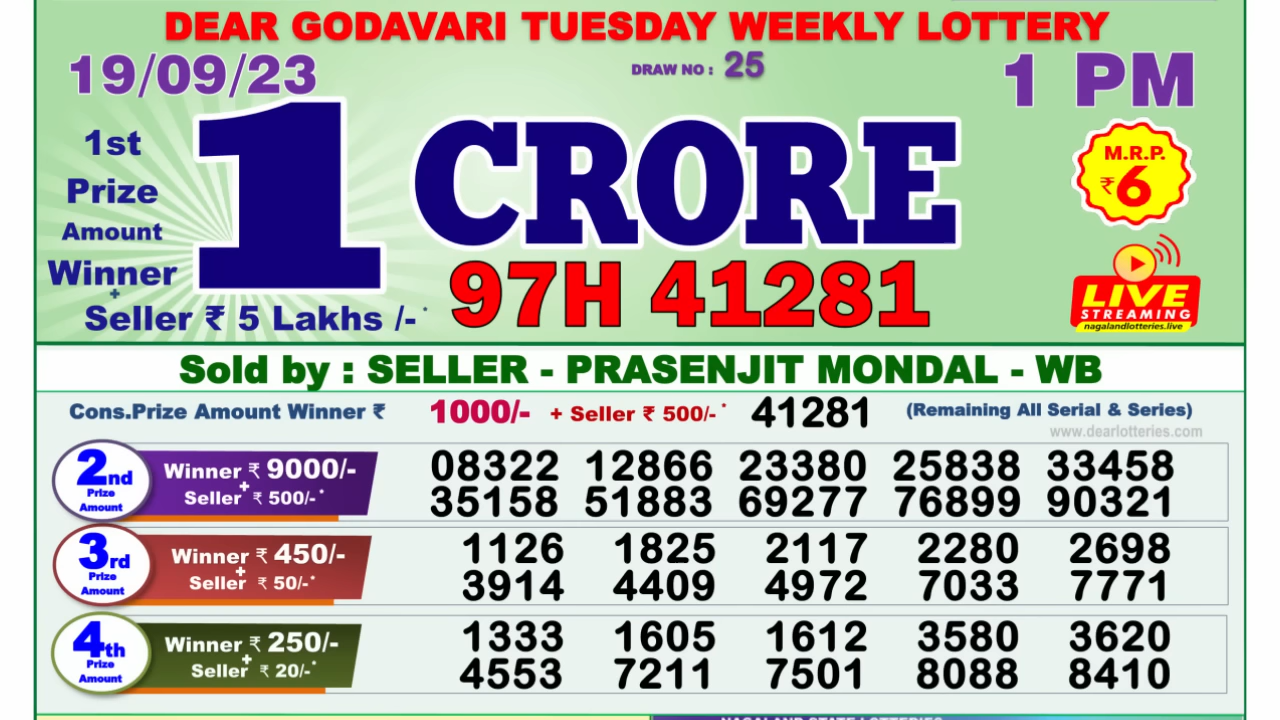 DEAR GODAVARI TUESDAY WEEKLY LOTTERY
19/09/23
DRAW NO : 25
1 PM
1st
Prize
Amount
Winner
+
Seller ₹ 5 Lakhs /-*
1 CRORE
97H 41281
M.R.P.
₹6
LIVE
STREAMING
nagalandlotteries.live
Sold by : SELLER - PRASENJIT MONDAL - WB
Cons.Prize Amount Winner ₹ 1000/- + Seller ₹ 500/-* 41281 (Remaining All Serial & Series)
www.dearlotteries.com
2nd
Prize
Amount
Winner ₹ 9000/-
+
Seller ₹ 500/-*
08322 12866 23380 25838 33458
35158 51883 69277 76899 90321
3rd
Prize
Amount
Winner ₹ 450/-
+
Seller ₹ 50/-*
1126 1825 2117 2280 2698
3914 4409 4972 7033 7771
4th
Prize
Amount
Winner ₹ 250/-
+
Seller ₹ 20/-*
1333 1605 1612 3580 3620
4553 7211 7501 8088 8410
NAGALAND STATE LOTTERIES